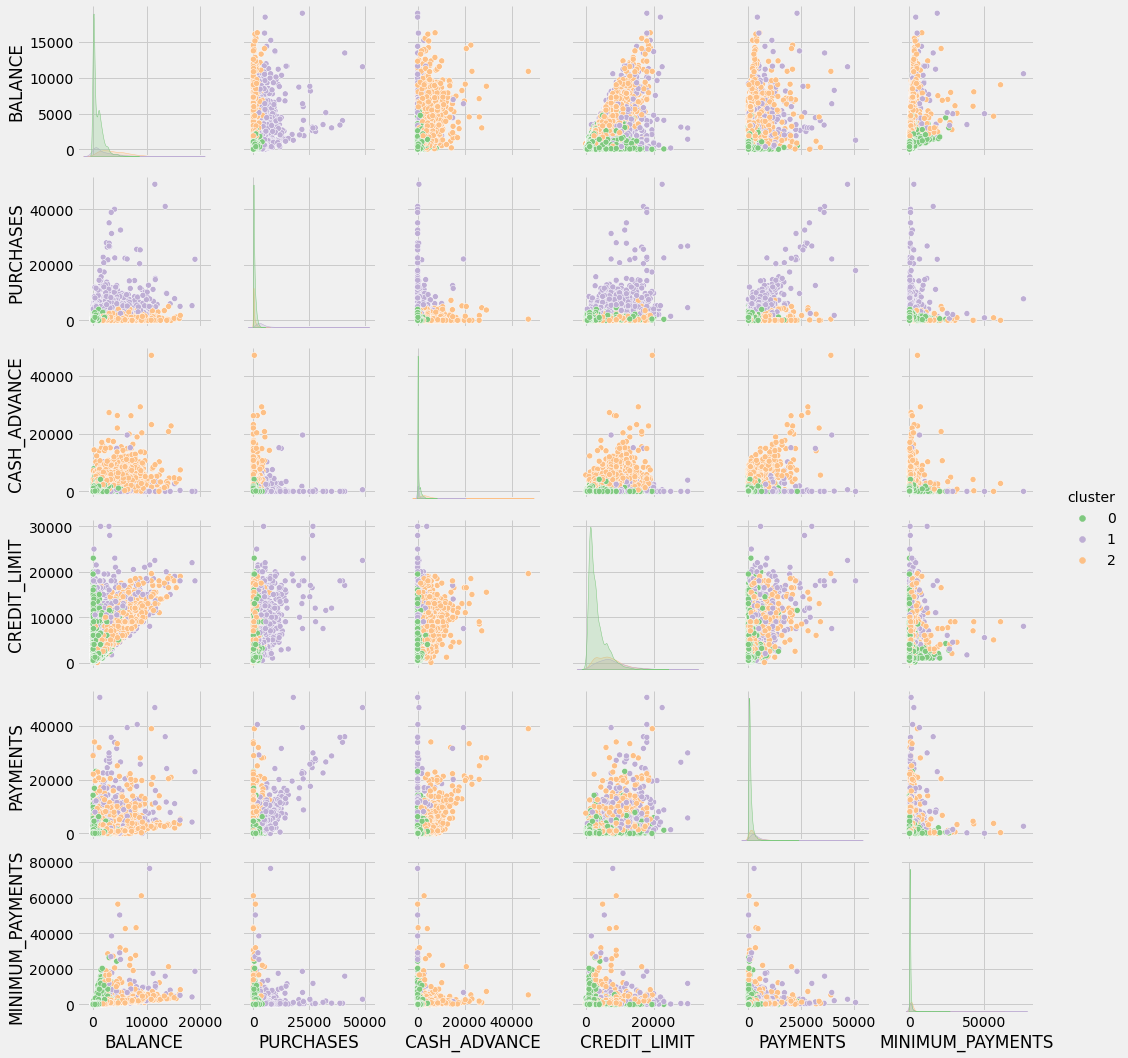 BALANCE
15000
10000
5000
0
PURCHASES
40000
20000
0
CASH_ADVANCE
40000
20000
0
cluster
0
1
2
CREDIT_LIMIT
30000
20000
10000
0
PAYMENTS
40000
20000
0
MINIMUM_PAYMENTS
80000
60000
40000
20000
0
0 10000 20000 0 50000 0 20000 40000 0 20000 0 25000 50000 0 50000
BALANCE PURCHASES CASH_ADVANCE CREDIT_LIMIT PAYMENTS MINIMUM_PAYMENTS